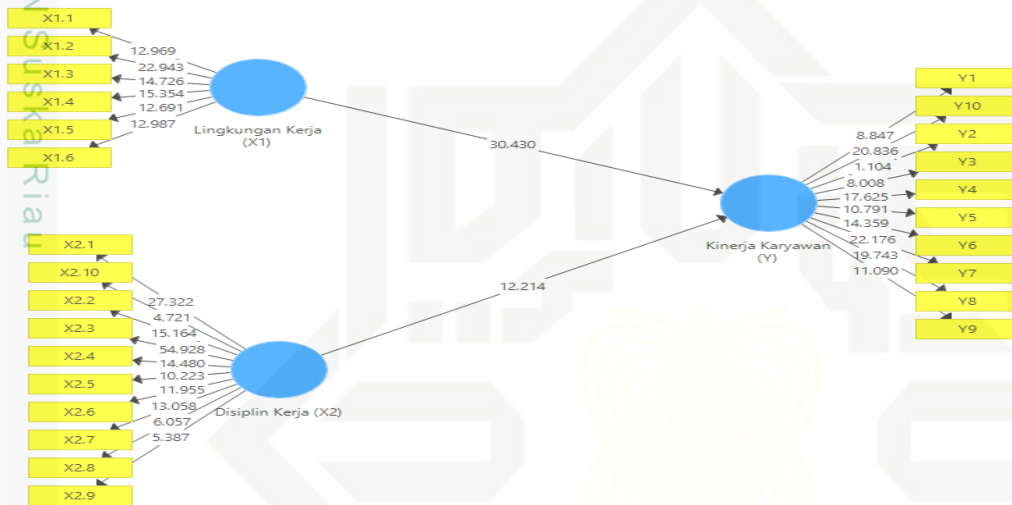 X1.1
X1.2
X1.3
X1.4
X1.5
X1.6
12.969
22.943
14.726
15.354
12.691
12.987
Lingkungan Kerja
(X1)
30.430
X2.1
X2.10
X2.2
X2.3
X2.4
X2.5
X2.6
X2.7
X2.8
X2.9
27.322
4.721
15.164
54.928
14.480
10.223
11.955
13.058
6.057
5.387
Disiplin Kerja (X2)
12.214
Kinerja Karyawan
(Y)
8.847
20.836
1.104
8.008
17.625
10.791
14.359
22.176
19.743
11.090
Y1
Y10
Y2
Y3
Y4
Y5
Y6
Y7
Y8
Y9
N Suska Riau